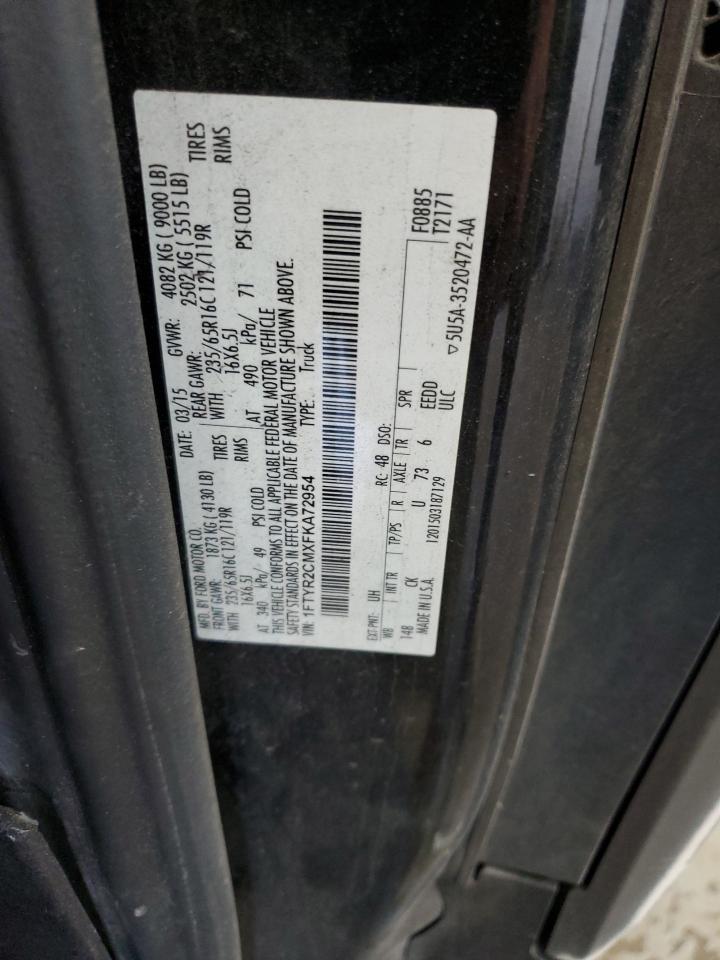 MFD. BY FORD MOTOR CO.
DATE: 03/15 GVWR: 4082 KG ( 9000 LB)
FRONT GAWR: 1873 KG ( 4130 LB)
REAR GAWR: 2502 KG ( 5515 LB)
WITH 235/65R16C 121/119R TIRES
WITH 235/65R16C 121/119R TIRES
16X6.5J RIMS
16X6.5J RIMS
AT 340 kPa/ 49 PSI COLD
AT 490 kPa/ 71 PSI COLD
THIS VEHICLE CONFORMS TO ALL APPLICABLE FEDERAL MOTOR VEHICLE
SAFETY STANDARDS IN EFFECT ON THE DATE OF MANUFACTURE SHOWN ABOVE.
VIN: 1FTYR2CMXFKA72954 TYPE: Truck
EXT PNT: UH RC: 48 DSO: F0885
T2171
WB INT TR TP/PS R AXLE TR SPR
148 CK U 73 6 EEDD
ULC
MADE IN U.S.A. 1201503187129 ▽5U5A-3520472-AA